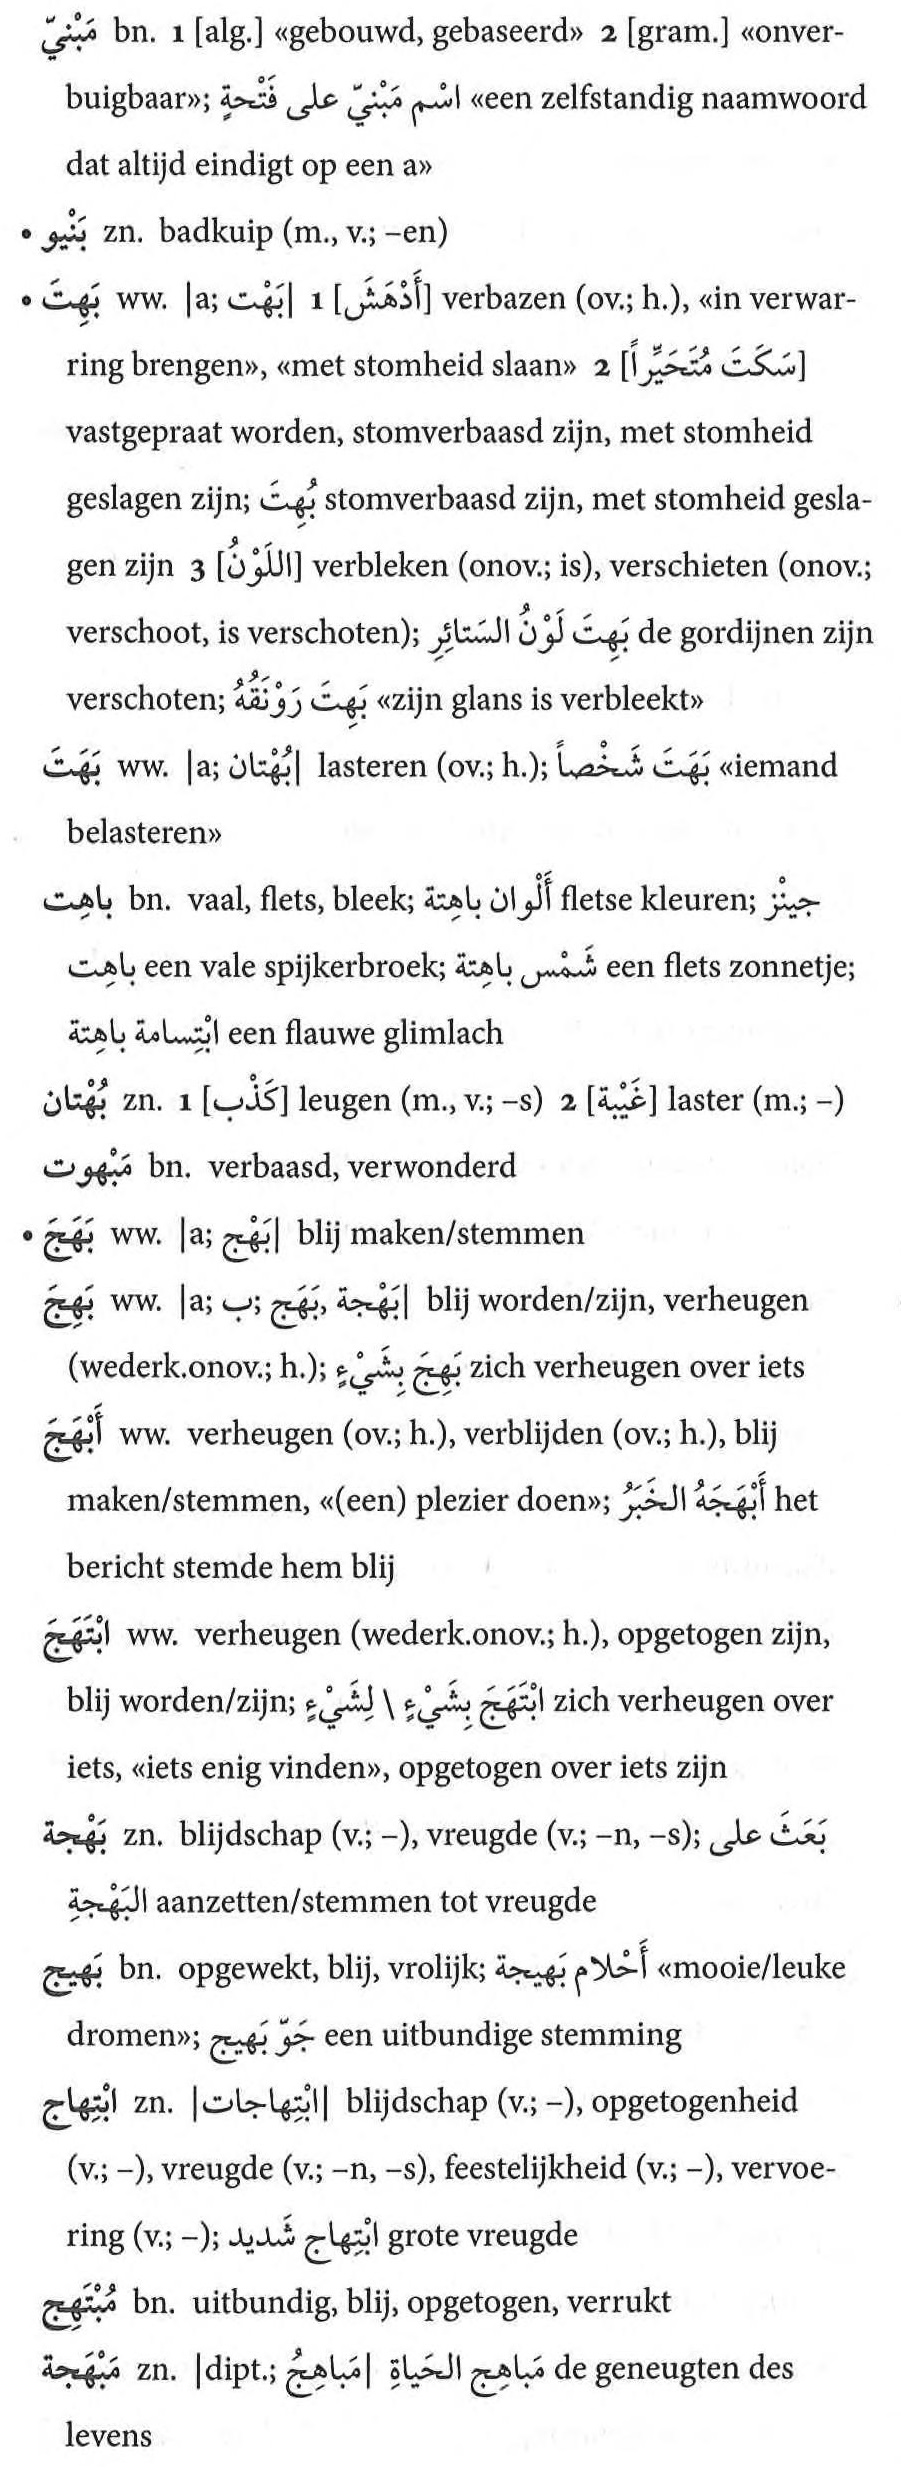 مَبْنيّ bn. 1 [alg.] «gebouwd, gebaseerd» 2 [gram.] «onver-
buigbaar»; اسْم مَبْنيّ على فَتْحةٍ «een zelfstandig naamwoord
dat altijd eindigt op een a»
• بَنْيو zn. badkuip (m., v.; –en)
• بَهِتَ ww. |a; بَهْت| 1 [أَدْهَشَ] verbazen (ov.; h.), «in verwar-
ring brengen», «met stomheid slaan» 2 [سَكَتَ مُتَحَيِّراً]
vastgepraat worden, stomverbaasd zijn, met stomheid
geslagen zijn; بُهِتَ stomverbaasd zijn, met stomheid gesla-
gen zijn 3 [اللَوْنُ] verbleken (onov.; is), verschieten (onov.;
verschoot, is verschoten); بَهِتَ لَوْنُ السَتائِرِ de gordijnen zijn
verschoten; بَهِتَ رَوْنَقُهُ «zijn glans is verbleekt»
بَهَتَ ww. |a; بُهْتان| lasteren (ov.; h.); بَهَتَ شَخْصاً «iemand
belasteren»
باهِت bn. vaal, flets, bleek; أَلْوان باهِتة fletse kleuren; جينْز
باهِت een vale spijkerbroek; شَمْس باهِتة een flets zonnetje;
ابْتِسامة باهِتة een flauwe glimlach
بُهْتان zn. 1 [كَذْب] leugen (m., v.; –s) 2 [غَيْبة] laster (m.; –)
مَبْهوت bn. verbaasd, verwonderd
• بَهَجَ ww. |a; بَهْج| blij maken/stemmen
بَهِجَ ww. |a; ب; بَهَج, بَهْجة| blij worden/zijn, verheugen
(wederk.onov.; h.); بَهِجَ بِشَيْءٍ zich verheugen over iets
أَبْهَجَ ww. verheugen (ov.; h.), verblijden (ov.; h.), blij
maken/stemmen, «(een) plezier doen»; أَبْهَجَهُ الخَبَرُ het
bericht stemde hem blij
ابْتَهَجَ ww. verheugen (wederk.onov.; h.), opgetogen zijn,
blij worden/zijn; ابْتَهَجَ بِشَيْءٍ \ لِشَيْءٍ zich verheugen over
iets, «iets enig vinden», opgetogen over iets zijn
بَهْجة zn. blijdschap (v.; –), vreugde (v.; –n, –s); بَعَثَ على
البَهْجةِ aanzetten/stemmen tot vreugde
بَهيج bn. opgewekt, blij, vrolijk; أَحْلام بَهيجة «mooie/leuke
dromen»; جَوّ بَهيج een uitbundige stemming
ابْتِهاج zn. |ابْتِهاجات| blijdschap (v.; –), opgetogenheid
(v.; –), vreugde (v.; –n, –s), feestelijkheid (v.; –), vervoe-
ring (v.; –); ابْتِهاج شَديد grote vreugde
مُبْتَهِج bn. uitbundig, blij, opgetogen, verrukt
مَبْهَجة zn. |dipt.; مَباهِجُ| مَباهِج الحَياةِ de geneugten des
levens